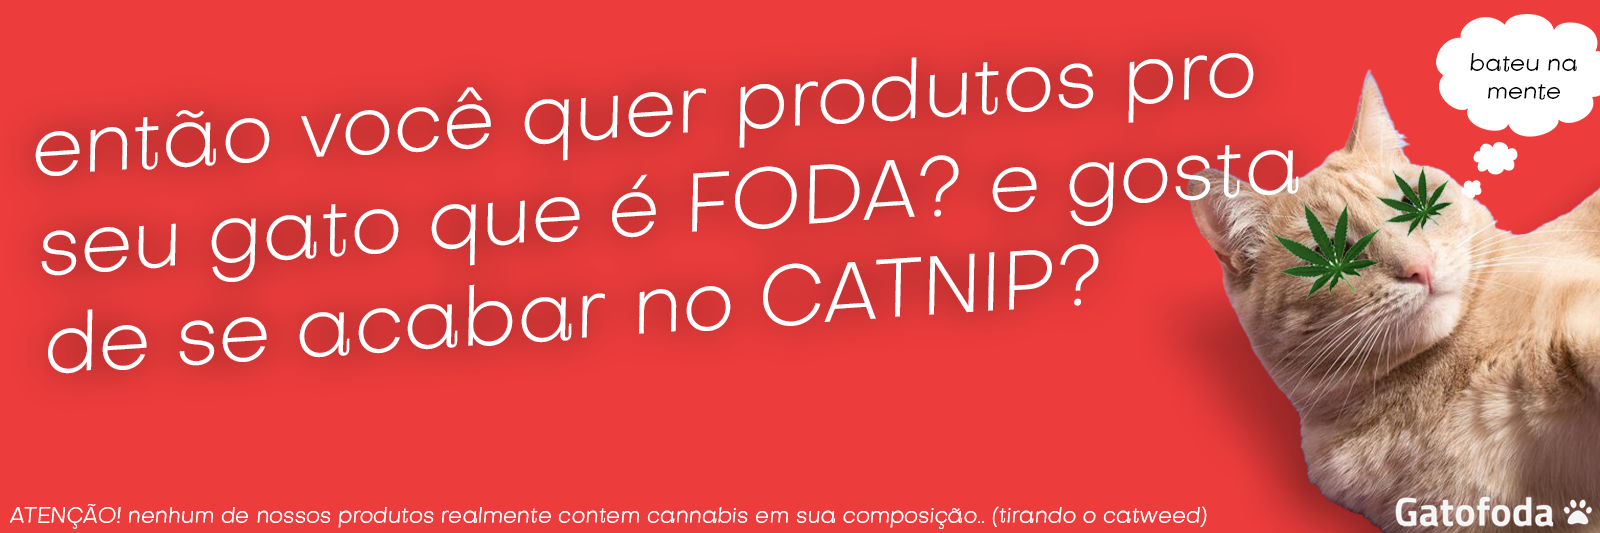 então você quer produtos pro
seu gato que é FODA? e gosta
de se acabar no CATNIP?
bateu na
mente
ATENÇÃO! nenhum de nossos produtos realmente contem cannabis em sua composição.. (tirando o catweed)
Gatofoda